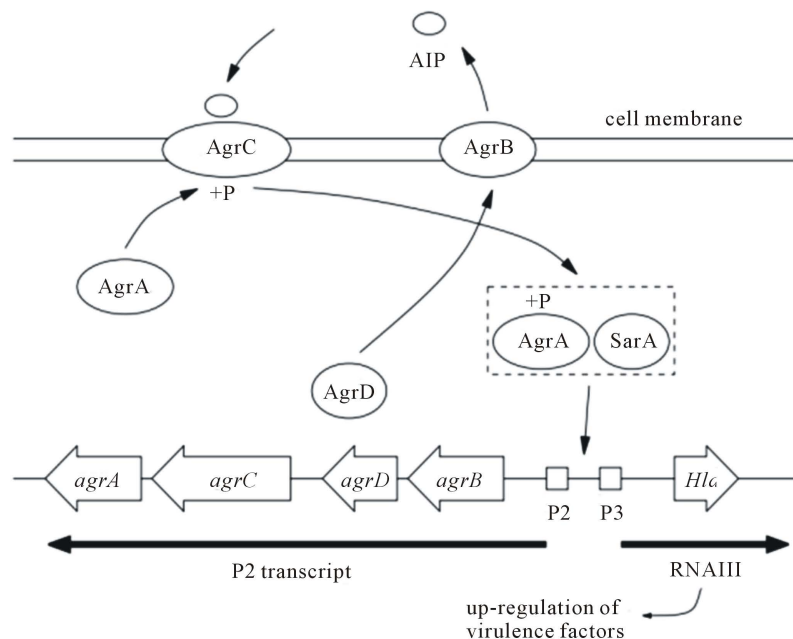 AIP
cell membrane
AgrC
AgrB
+P
AgrA
+P
AgrA
SarA
AgrD
agrA
agrC
agrD
agrB
Hla
P2
P3
P2 transcript
RNAIII
up-regulation of
virulence factors